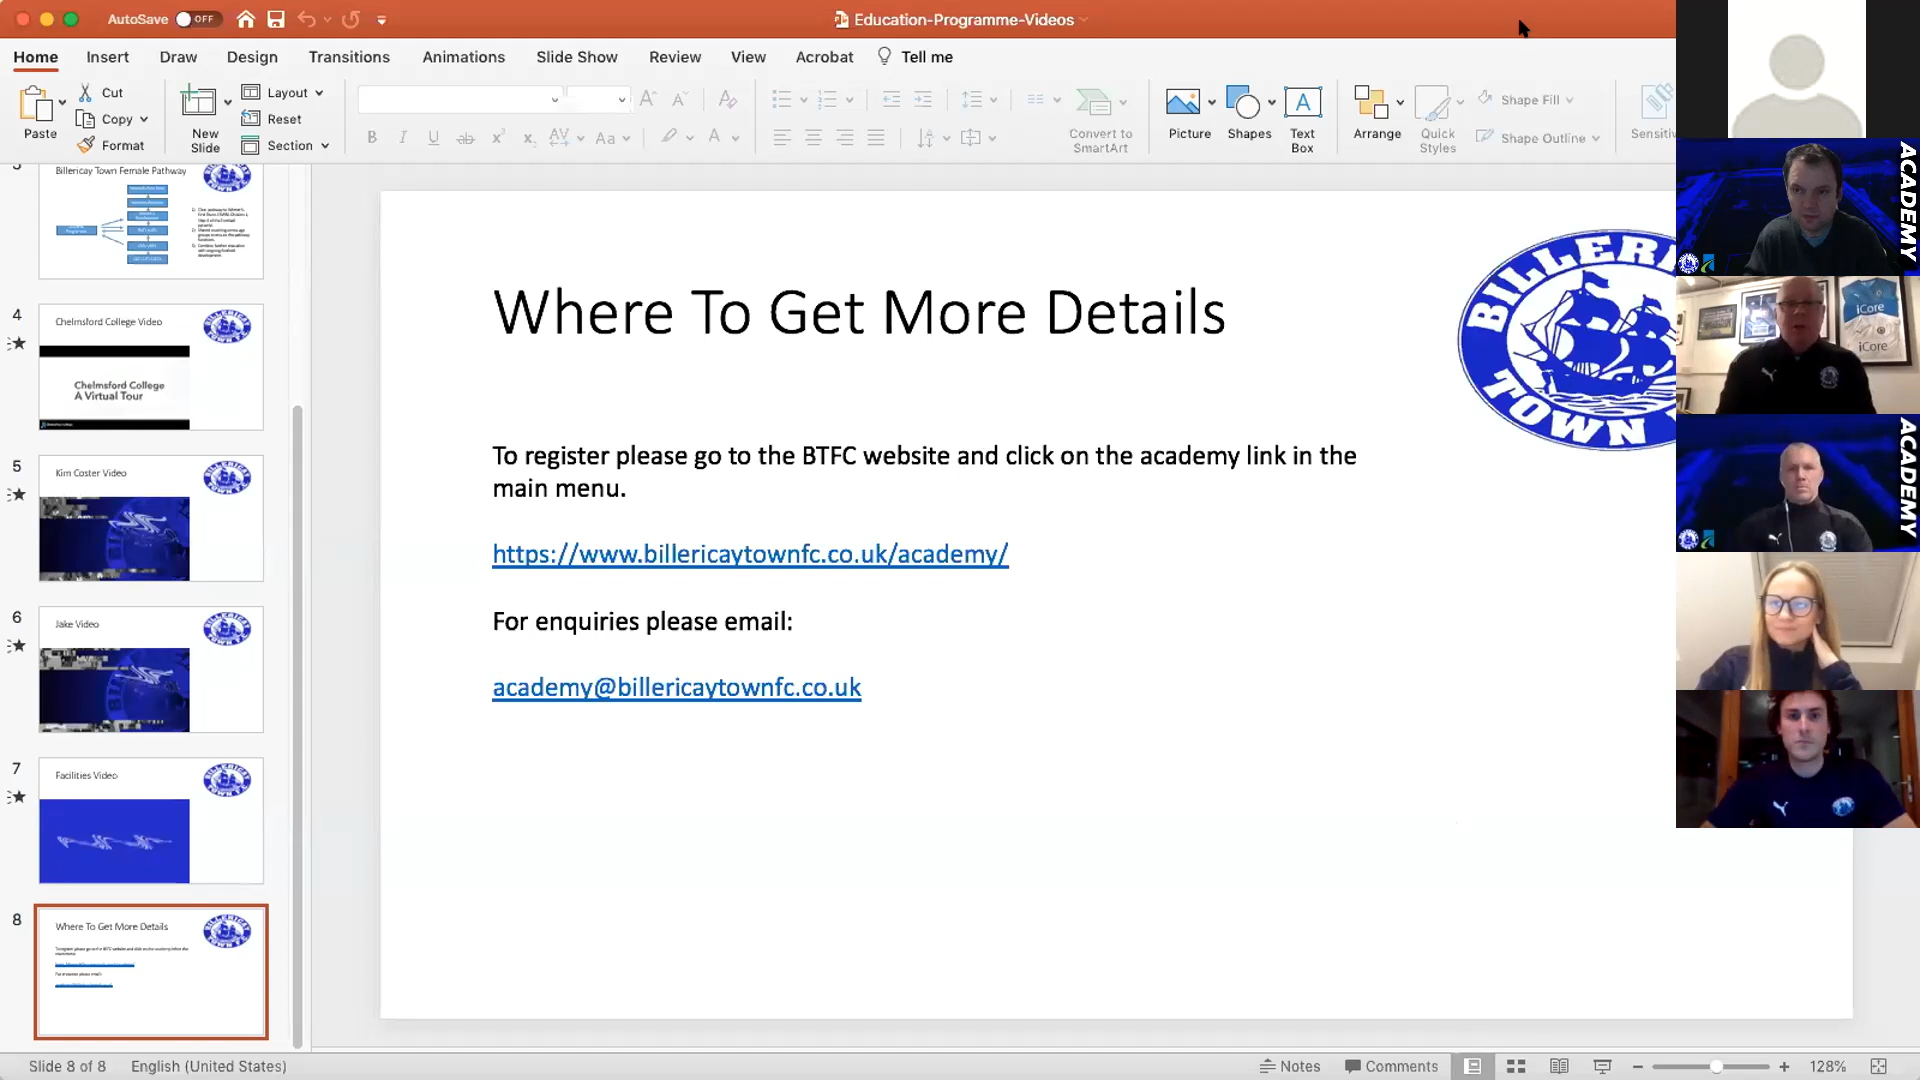 AutoSave OFF
Education-Programme-Videos
Home Insert Draw Design Transitions Animations Slide Show Review View Acrobat Tell me
Paste
Cut
Copy
Format
New
Slide
Layout
Reset
Section
Convert to
SmartArt
Picture
Shapes
Text
Box
Arrange
Quick
Styles
Shape Fill
Shape Outline
Sensitiv
Billericay Town Female Pathway
4
Chelmsford College Video
Chelmsford College
A Virtual Tour
5
Kim Coster Video
6
Jake Video
7
Facilities Video
8
Where To Get More Details
Where To Get More Details
To register please go to the BTFC website and click on the academy link in the
main menu.
https://www.billericaytownfc.co.uk/academy/
For enquiries please email:
academy@billericaytownfc.co.uk
BILLERICA
TOWN
ACADEMY
iCore
iCore
ACADEMY
Slide 8 of 8
English (United States)
Notes
Comments
128%